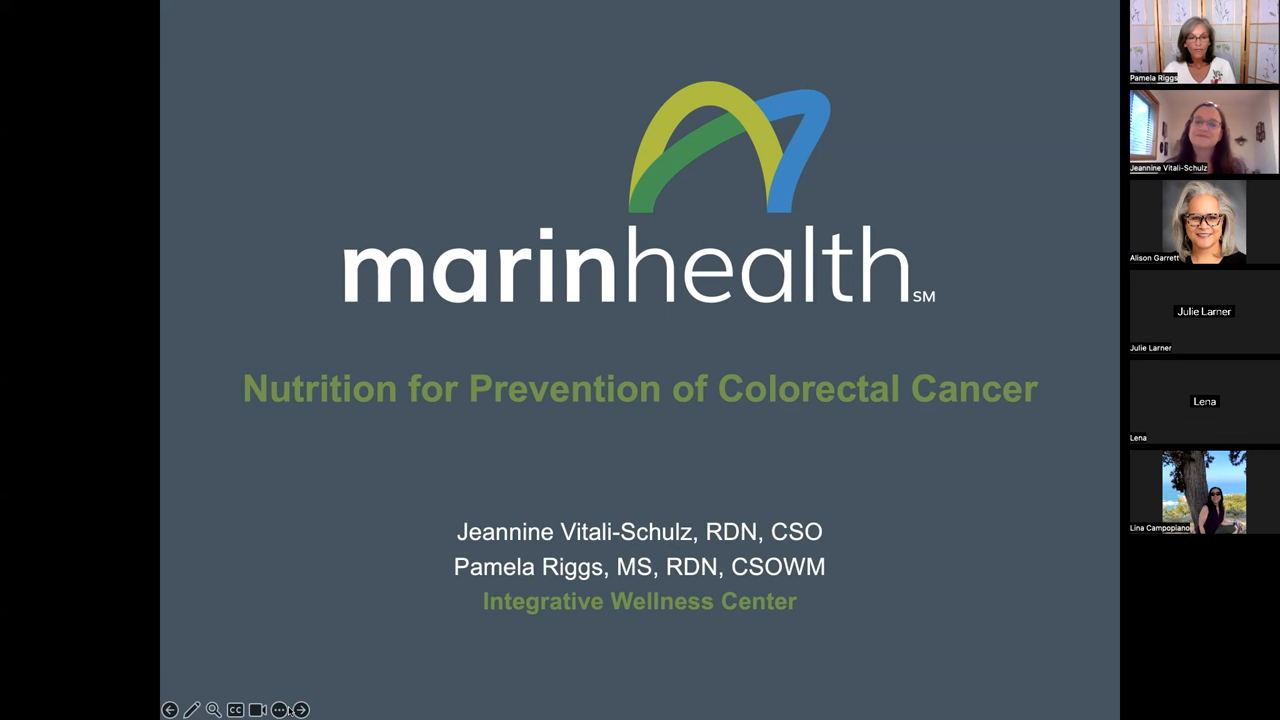 marinhealth SM
Nutrition for Prevention of Colorectal Cancer
Jeannine Vitali-Schulz, RDN, CSO
Pamela Riggs, MS, RDN, CSOWM
Integrative Wellness Center
CC
Pamela Riggs
Jeannine Vitali-Schulz
Alison Garrett
Julie Larner
Julie Larner
Lena
Lena
Lina Campopiano